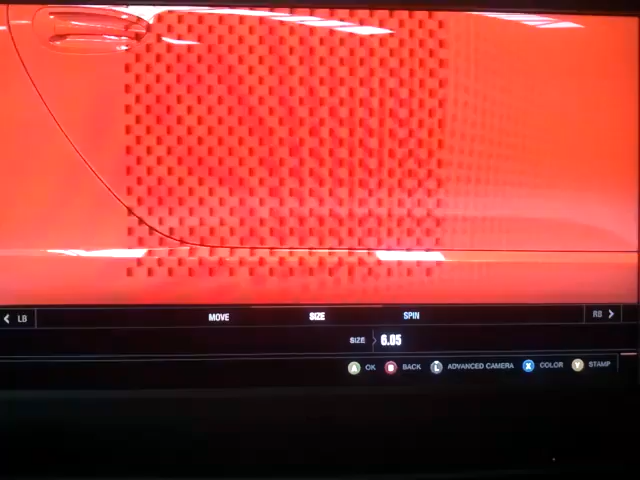 LB MOVE SIZE SPIN RB
SIZE 6.05
A OK B BACK L ADVANCED CAMERA X COLOR Y STAMP